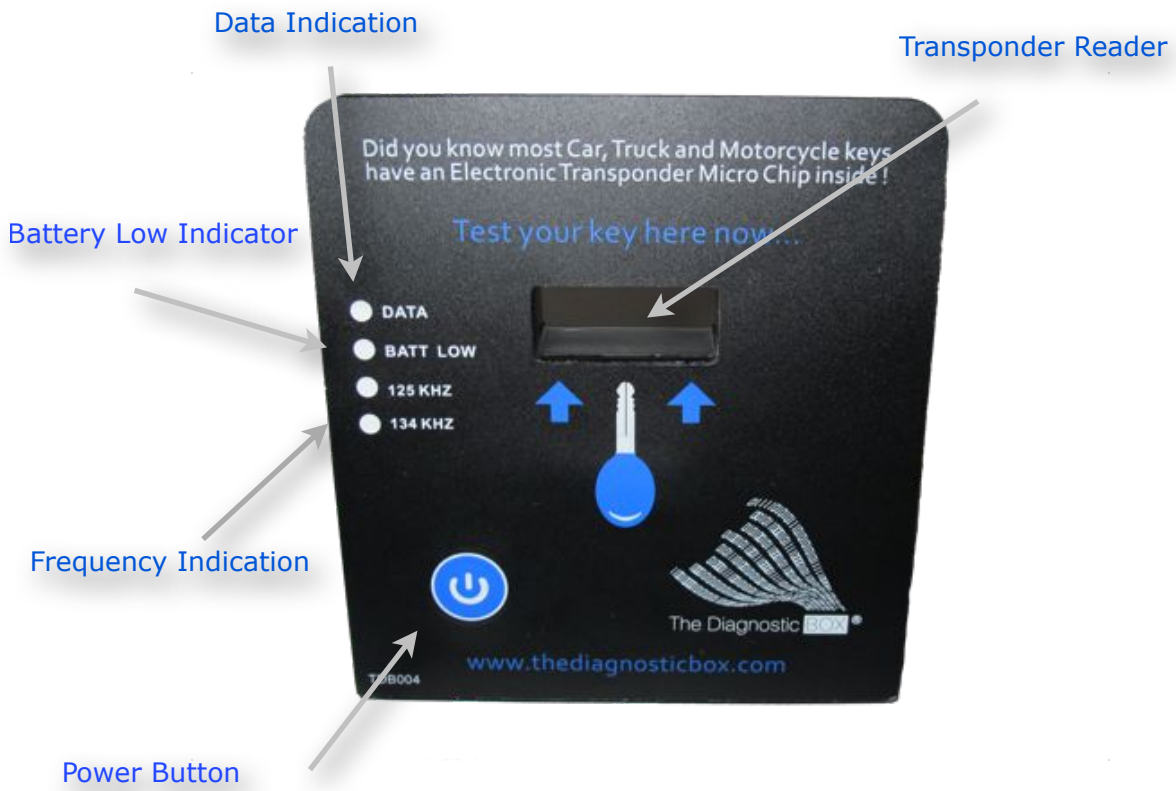 Data Indication
Transponder Reader
Did you know most Car, Truck and Motorcycle keys
have an Electronic Transponder Micro Chip inside !
Battery Low Indicator
Test your key here now...
DATA
BATT LOW
125 KHZ
134 KHZ
Frequency Indication
The Diagnostic BOX ®
www.thediagnosticbox.com
TDB004
Power Button